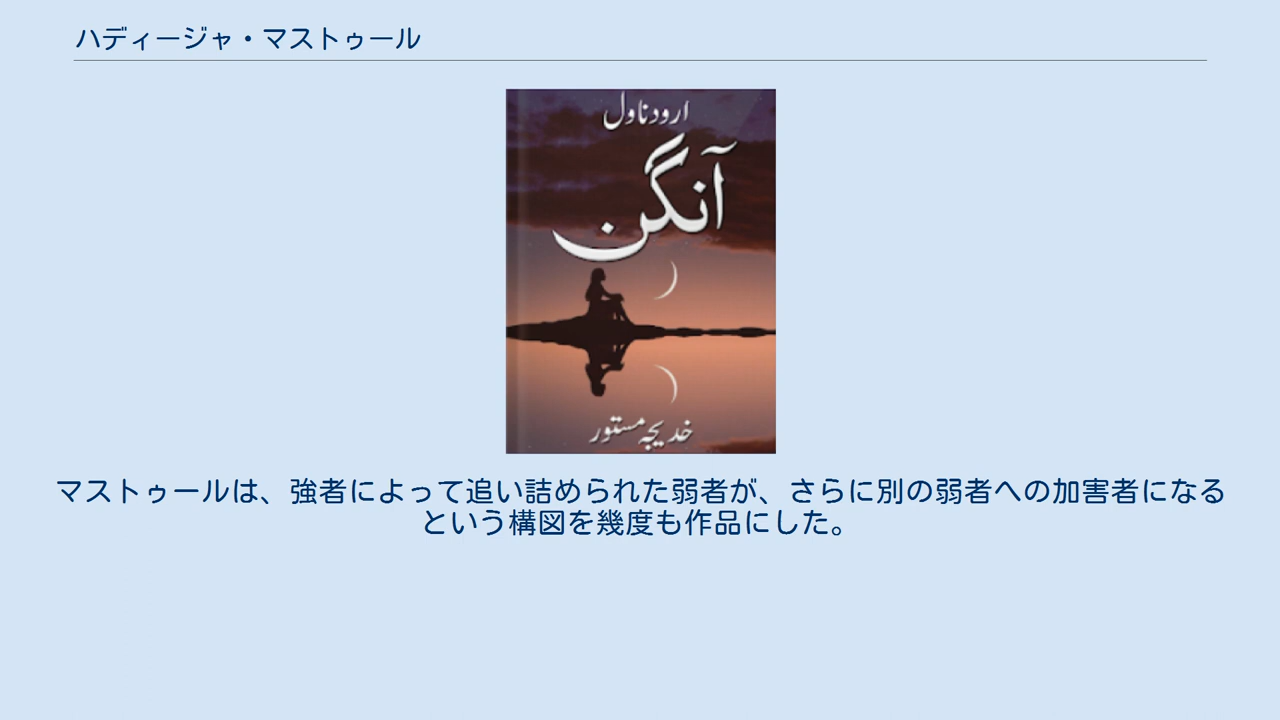 ハディージャ・マストゥール
اردو ناول
آنگن
خدیجہ مستور
マストゥールは、強者によって追い詰められた弱者が、さらに別の弱者への加害者になる
という構図を幾度も作品にした。